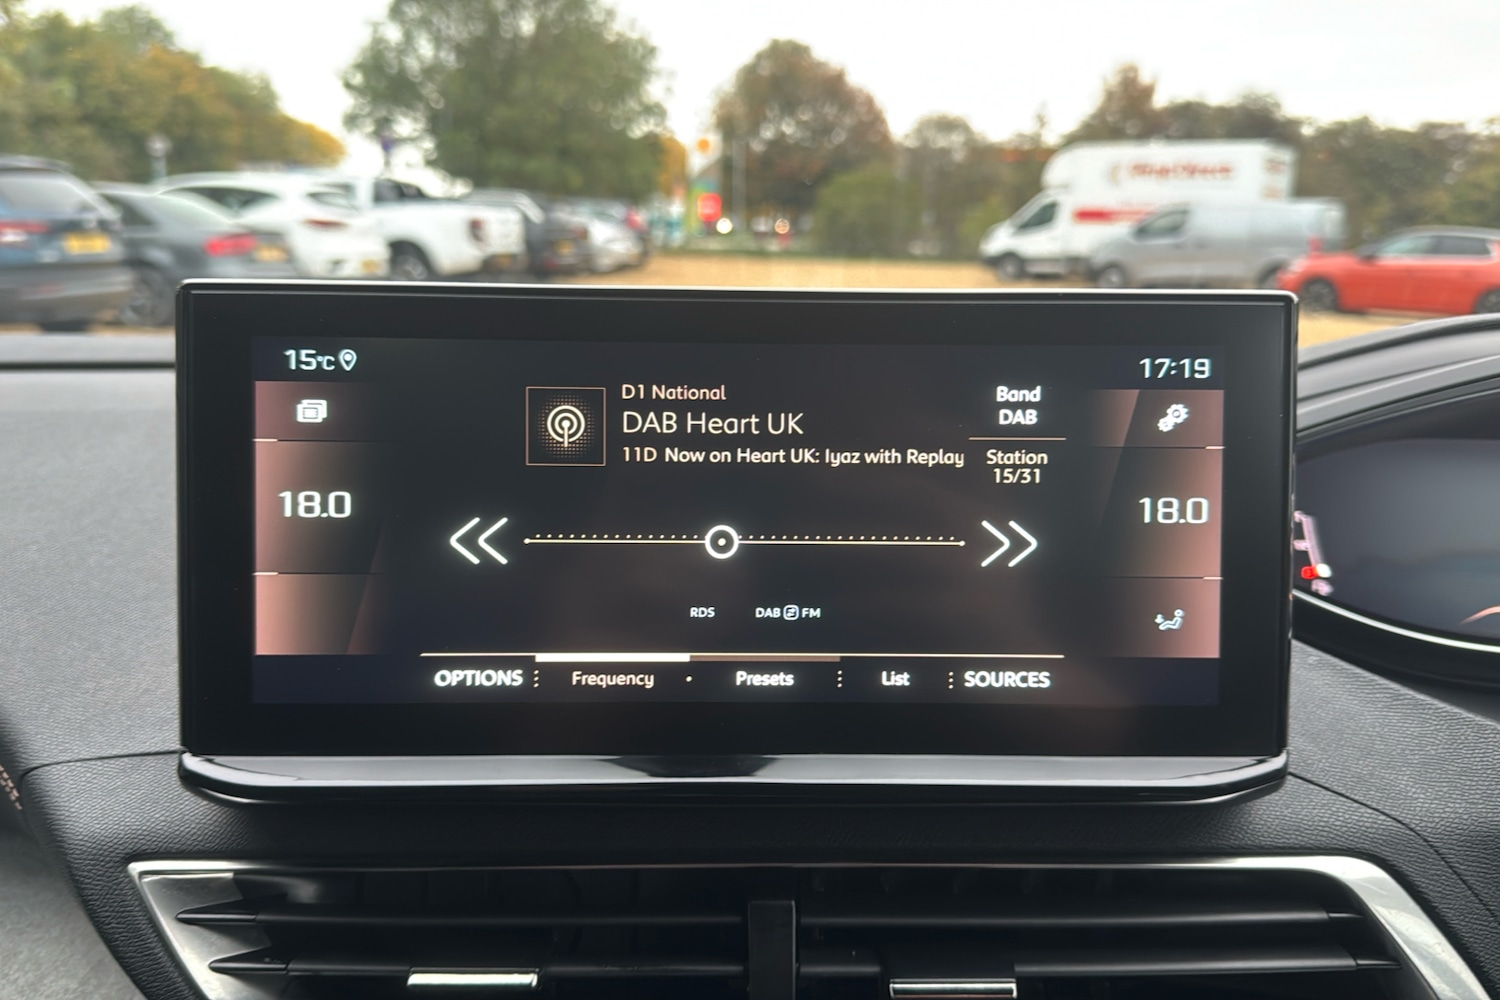 15°C
17:19
D1 National
DAB Heart UK
11D Now on Heart UK: Iyaz with Replay
Band
DAB
Station
15/31
18.0
18.0
RDS
DAB FM
OPTIONS Frequency Presets List SOURCES